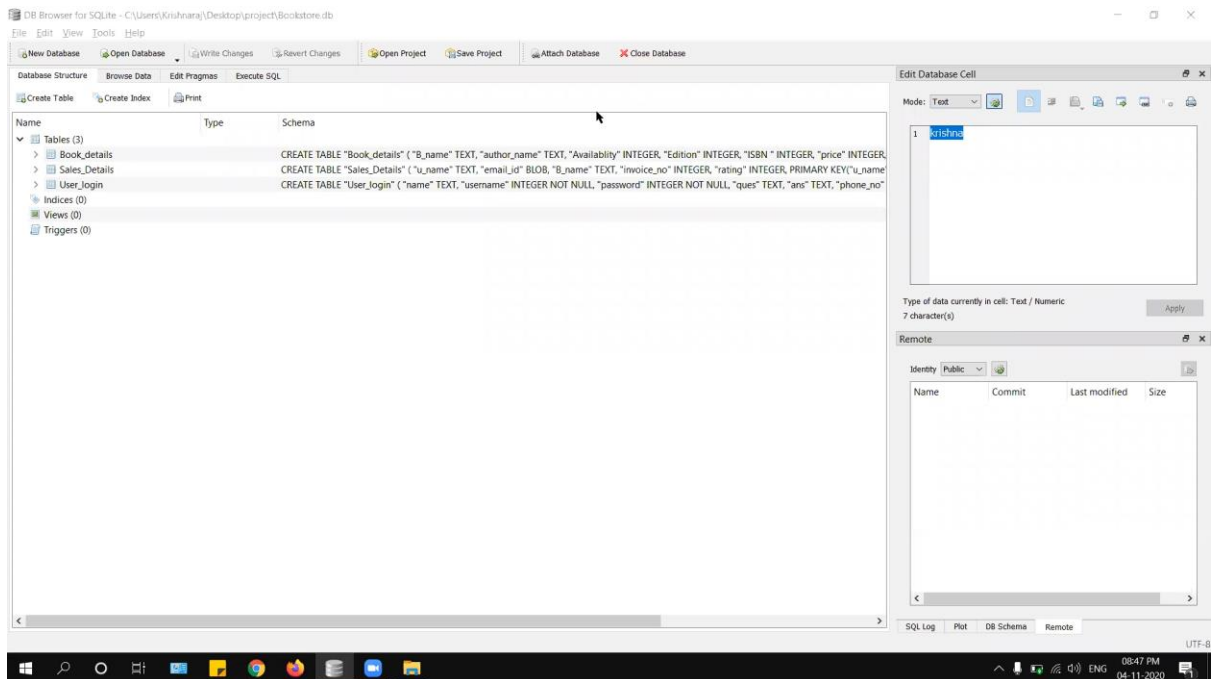 DB Browser for SQLite - C:\Users\Krishnaraj\Desktop\project\Bookstore.db
File Edit View Tools Help
New Database Open Database Write Changes Revert Changes Open Project Save Project Attach Database Close Database
Database Structure Browse Data Edit Pragmas Execute SQL
Create Table Create Index Print
Name Type Schema
Tables (3)
Book_details CREATE TABLE "Book_details" ( "B_name" TEXT, "author_name" TEXT, "Availablity" INTEGER, "Edition" INTEGER, "ISBN " INTEGER, "price" INTEGER,
Sales_Details CREATE TABLE "Sales_Details" ( "u_name" TEXT, "email_id" BLOB, "B_name" TEXT, "invoice_no" INTEGER, "rating" INTEGER, PRIMARY KEY("u_name"
User_login CREATE TABLE "User_login" ( "name" TEXT, "username" INTEGER NOT NULL, "password" INTEGER NOT NULL, "ques" TEXT, "ans" TEXT, "phone_no"
Indices (0)
Views (0)
Triggers (0)
Edit Database Cell
Mode: Text
1 krishna
Type of data currently in cell: Text / Numeric
7 character(s)
Apply
Remote
Identity Public
Name Commit Last modified Size
SQL Log Plot DB Schema Remote
UTF-8
ENG 08:47 PM
04-11-2020